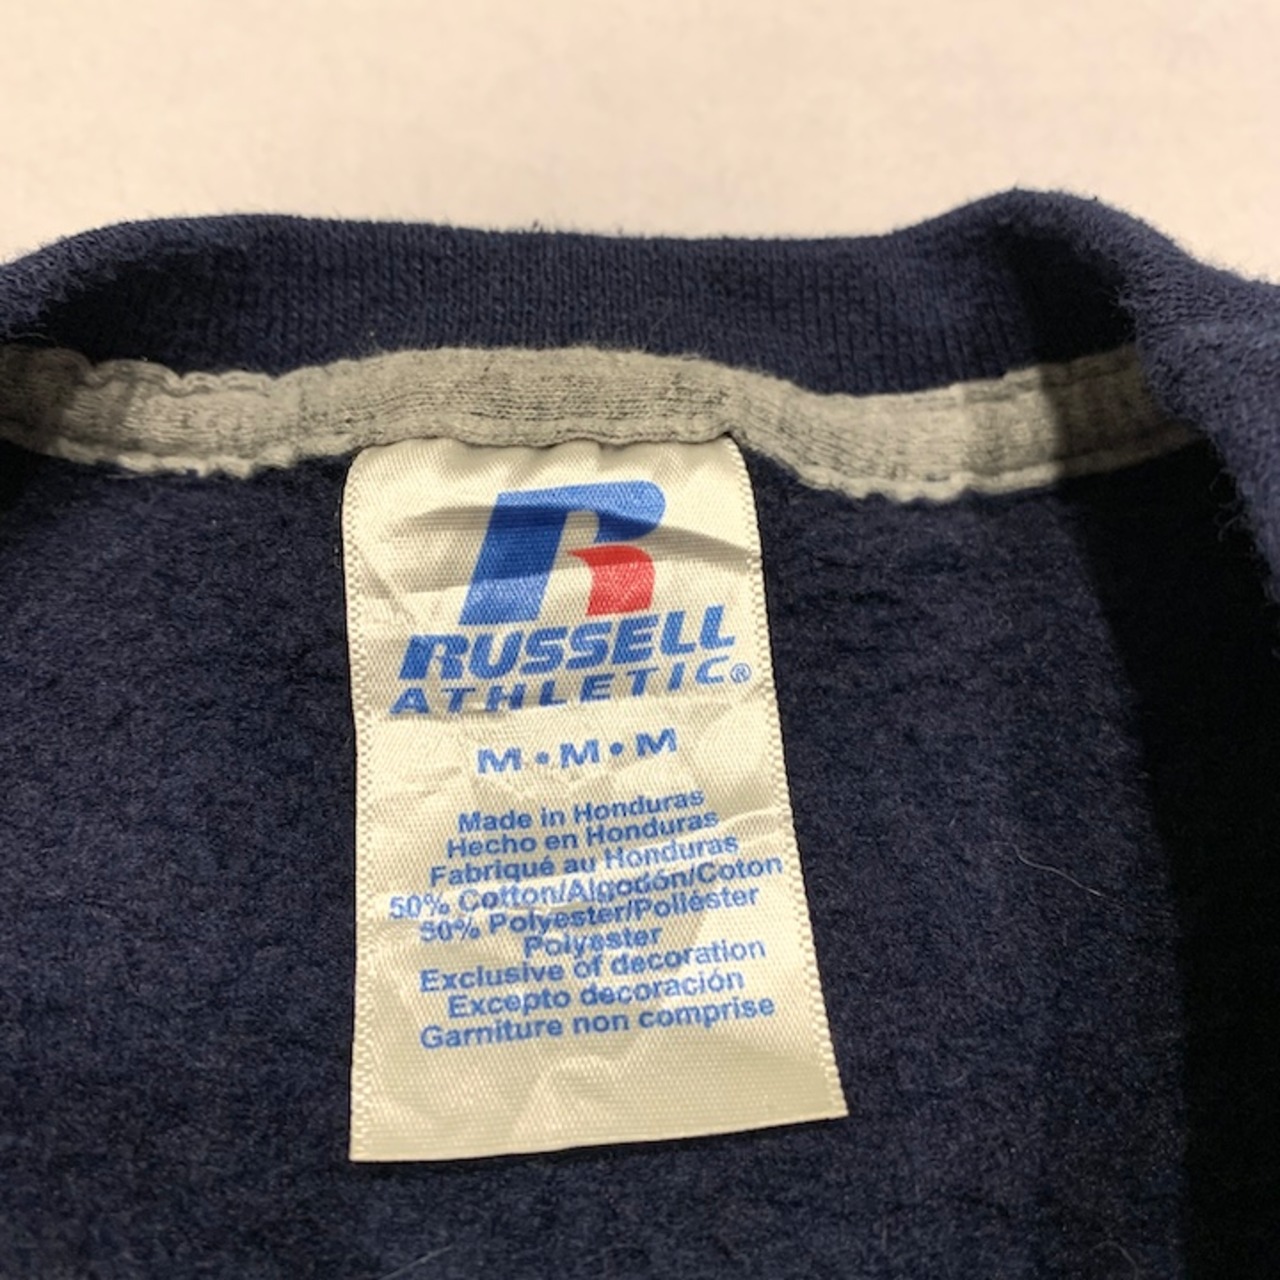 R
RUSSELL
ATHLETIC®
M • M • M
Made in Honduras
Hecho en Honduras
Fabriqué au Honduras
50% Cotton/Algodón/Coton
50% Polyester/Poliéster
Polyester
Exclusive of decoration
Excepto decoración
Garniture non comprise